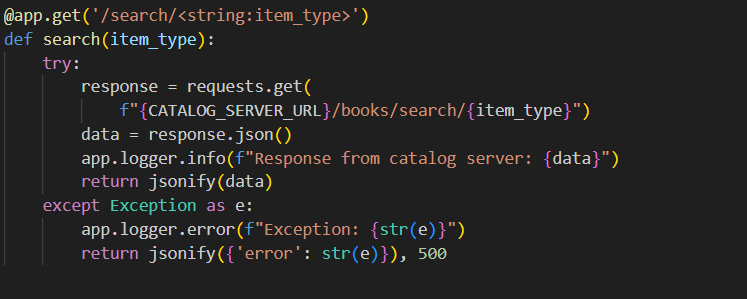 @app.get('/search/<string:item_type>')
def search(item_type):
    try:
        response = requests.get(
            f"{CATALOG_SERVER_URL}/books/search/{item_type}")
        data = response.json()
        app.logger.info(f"Response from catalog server: {data}")
        return jsonify(data)
    except Exception as e:
        app.logger.error(f"Exception: {str(e)}")
        return jsonify({'error': str(e)}), 500